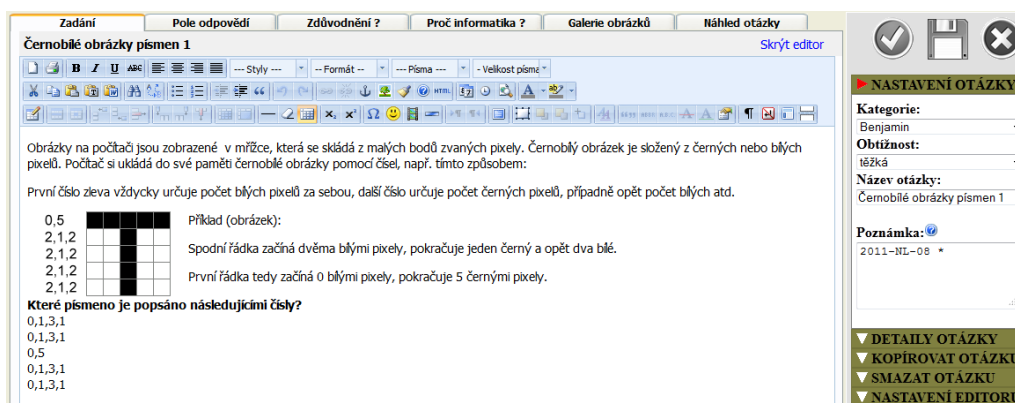 Zadání
Pole odpovědí
Zdůvodnění ?
Proč informatika ?
Galerie obrázků
Náhled otázky
Černobílé obrázky písmen 1
Skrýt editor
B I U ABC --- Styly --- -- Formát -- --- Písma --- - Velikost písma
HTML
Obrázky na počítači jsou zobrazené v mřížce, která se skládá z malých bodů zvaných pixely. Černobílý obrázek je složený z černých nebo bílých
pixelů. Počítač si ukládá do své paměti černobílé obrázky pomocí čísel, např. tímto způsobem:
První číslo zleva vždycky určuje počet bílých pixelů za sebou, další číslo určuje počet černých pixelů, případně opět počet bílých atd.
0,5
2,1,2
2,1,2
2,1,2
2,1,2
Příklad (obrázek):
Spodní řádka začíná dvěma bílými pixely, pokračuje jeden černý a opět dva bílé.
První řádka tedy začíná 0 bílými pixely, pokračuje 5 černými pixely.
Které písmeno je popsáno následujícími čísly?
0,1,3,1
0,1,3,1
0,5
0,1,3,1
0,1,3,1
NASTAVENÍ OTÁZKY
Kategorie:
Benjamin
Obtížnost:
těžká
Název otázky:
Černobílé obrázky písmen 1
Poznámka:
2011-NL-08 *
DETAILY OTÁZKY
KOPÍROVAT OTÁZKU
SMAZAT OTÁZKU
NASTAVENÍ EDITORU